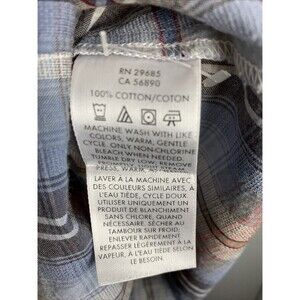 RN 29685
CA 56890
100% COTTON/COTON
MACHINE WASH WITH LIKE
COLORS, WARM, GENTLE
CYCLE. ONLY NON-CHLORINE
BLEACH WHEN NEEDED.
TUMBLE DRY LOW, REMOVE
PRESS, WARM,
LAVER A LA MACHINE AVEC
DES COULEURS SIMILAIRES, A
L'EAU TIÈDE, CYCLE DOUX
UTILISER UNIQUEMENT
UN PRODUIT DE BLANCHIMENT
SANS CHLORE, QUAND
NÉCESSAIRE. SÉCHER AU
TAMBOUR SUR FROID,
ENLEVER RAPIDEMENT
REPASSER LÉGÈREMENT À LA
VAPEUR, À L'EAU TIÈDE SELON
LE BESOIN.